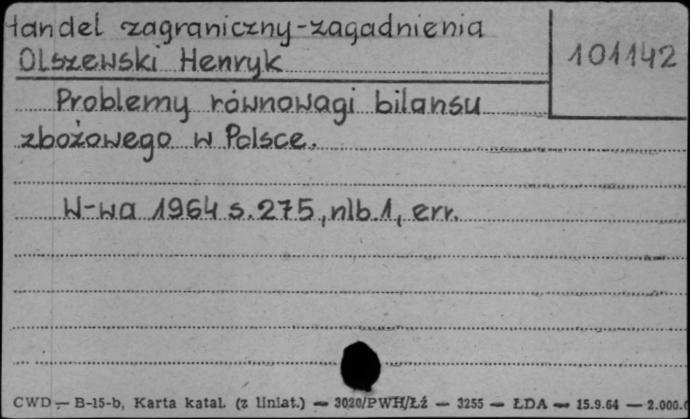 Handel zagraniczny-zagadnienia
Olszewski Henryk
101142
Problemy równowagi bilansu
zbożowego w Polsce.
W-wa 1964 s. 275, nlb. 1, err.
CWD — B-15-b, Karta katal. (z liniat.) — 3020/PWH/Łź — 3255 — ŁDA — 15.9.64 — 2.000.